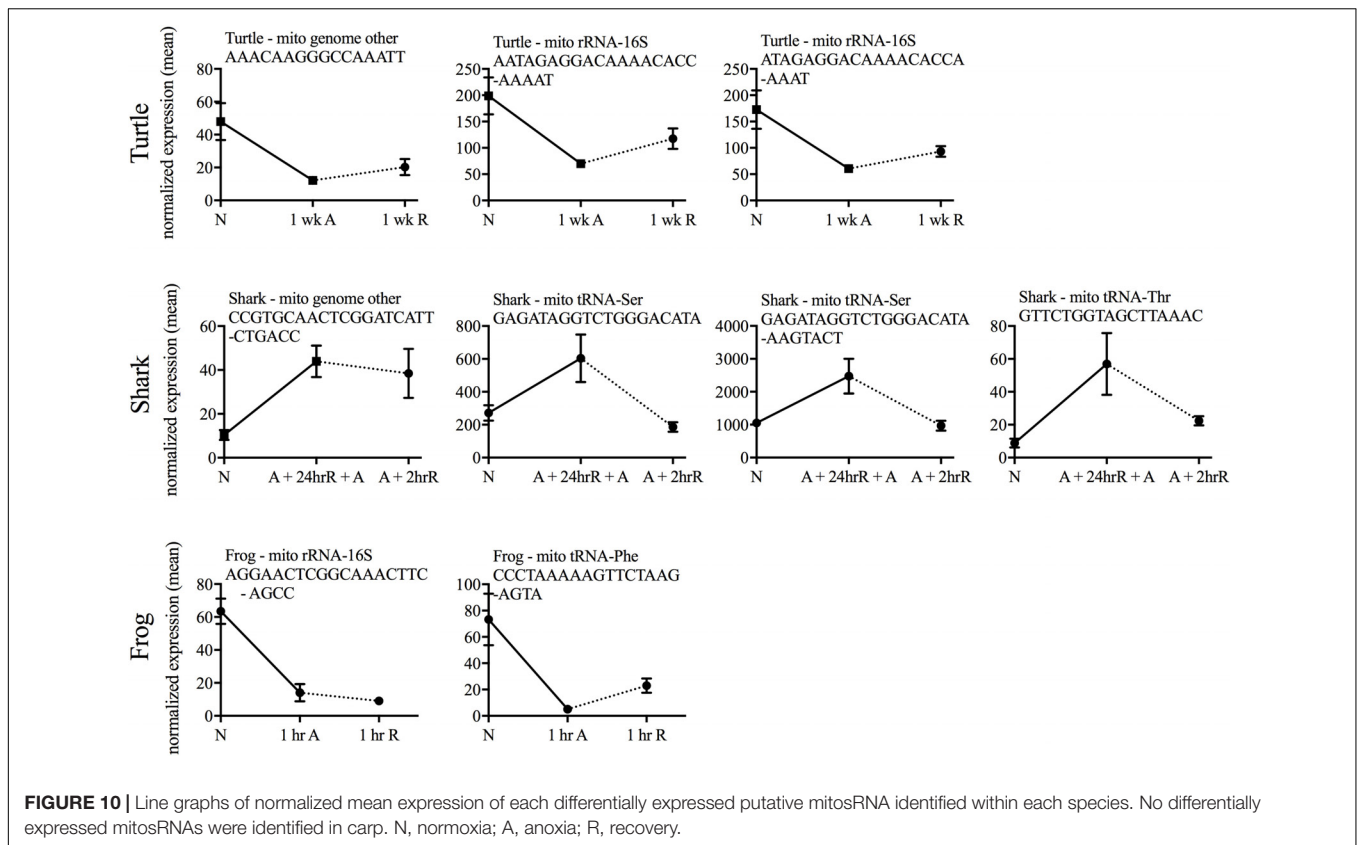 Turtle
normalized expression (mean)
Turtle - mito genome other
AAACAAGGGCCAAATT
80
60
40
20
0
N
1 wk A
1 wk R
Turtle - mito rRNA-16S
AATAGAGGACAAAACACC
-AAAAT
250
200
150
100
50
0
N
1 wk A
1 wk R
Turtle - mito rRNA-16S
ATAGAGGACAAAACACCA
-AAAT
250
200
150
100
50
0
N
1 wk A
1 wk R
Shark
normalized expression (mean)
Shark - mito genome other
CCGTGCAACTCGGATCATT
-CTGACC
60
40
20
0
N
A + 24hrR + A
A + 2hrR
Shark - mito tRNA-Ser
GAGATAGGTCTGGGACATA
800
600
400
200
0
N
A + 24hrR + A
A + 2hrR
Shark - mito tRNA-Ser
GAGATAGGTCTGGGACATA
-AAGTACT
4000
3000
2000
1000
0
N
A + 24hrR + A
A + 2hrR
Shark - mito tRNA-Thr
GTTCTGGTAGCTTAAAC
80
60
40
20
0
N
A + 24hrR + A
A + 2hrR
Frog
normalized expression (mean)
Frog - mito rRNA-16S
AGGAACTCGGCAAACTTC
- AGCC
80
60
40
20
0
N
1 hr A
1 hr R
Frog - mito tRNA-Phe
CCCTAAAAAGTTCTAAG
-AGTA
100
80
60
40
20
0
N
1 hr A
1 hr R
FIGURE 10 | Line graphs of normalized mean expression of each differentially expressed putative mitosRNA identified within each species. No differentially
expressed mitosRNAs were identified in carp. N, normoxia; A, anoxia; R, recovery.